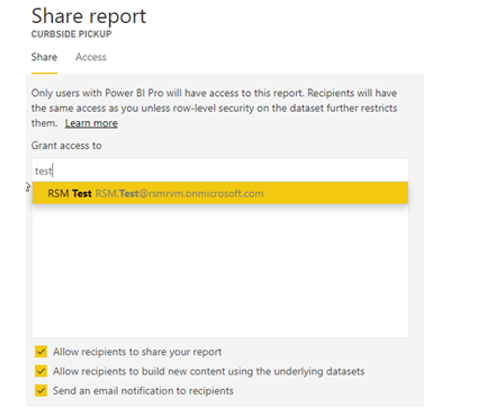 Share report
CURBSIDE PICKUP
Share Access
Only users with Power BI Pro will have access to this report. Recipients will have
the same access as you unless row-level security on the dataset further restricts
them. Learn more
Grant access to
test
RSM Test RSM.Test@rsmrvm.onmicrosoft.com
Allow recipients to share your report
Allow recipients to build new content using the underlying datasets
Send an email notification to recipients